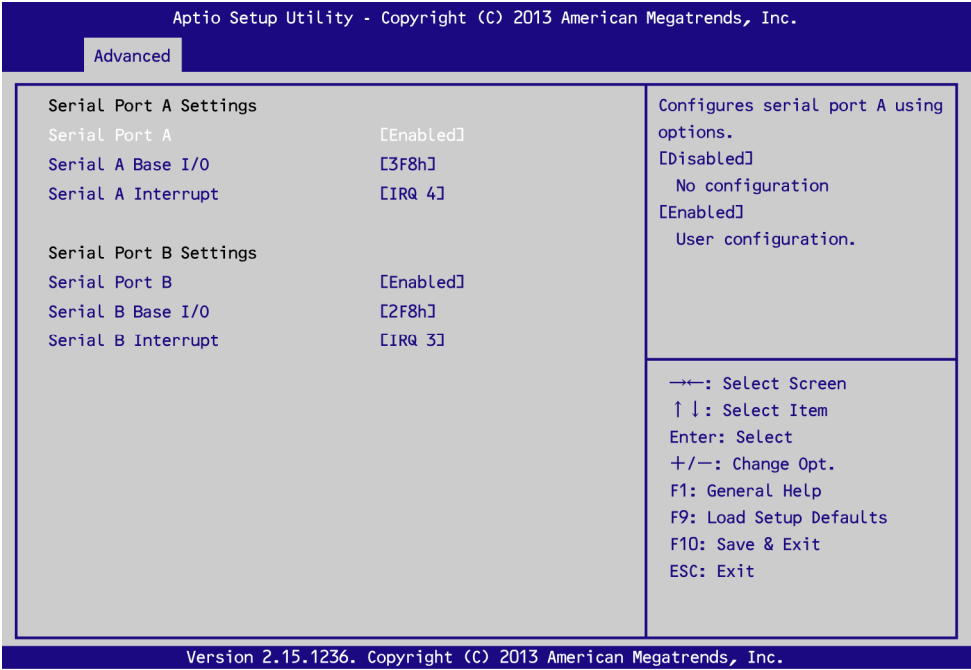 Aptio Setup Utility - Copyright (C) 2013 American Megatrends, Inc.
Advanced
Serial Port A Settings
Serial Port A [Enabled]
Serial A Base I/O [3F8h]
Serial A Interrupt [IRQ 4]
Serial Port B Settings
Serial Port B [Enabled]
Serial B Base I/O [2F8h]
Serial B Interrupt [IRQ 3]
Configures serial port A using
options.
[Disabled]
No configuration
[Enabled]
User configuration.
→←: Select Screen
↑↓: Select Item
Enter: Select
+/-: Change Opt.
F1: General Help
F9: Load Setup Defaults
F10: Save & Exit
ESC: Exit
Version 2.15.1236. Copyright (C) 2013 American Megatrends, Inc.